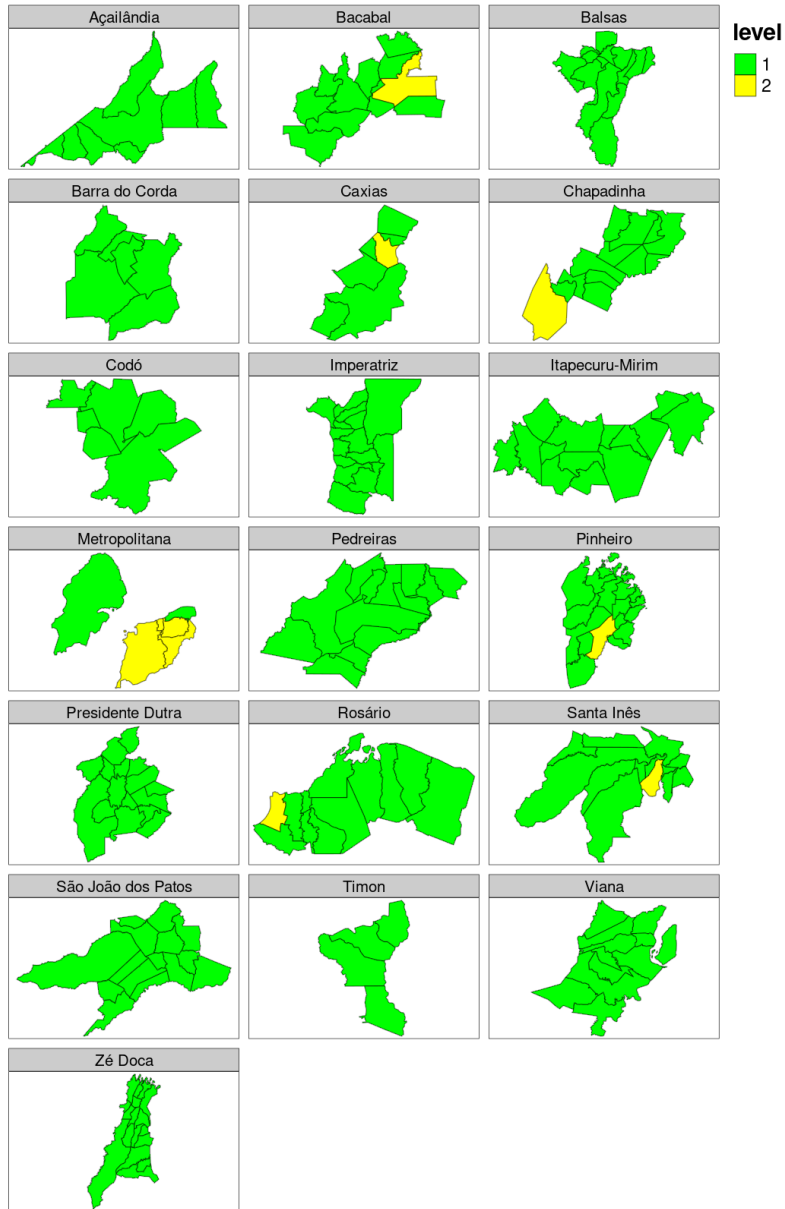 Açailândia
Bacabal
Balsas
level
1
2
Barra do Corda
Caxias
Chapadinha
Codó
Imperatriz
Itapecuru-Mirim
Metropolitana
Pedreiras
Pinheiro
Presidente Dutra
Rosário
Santa Inês
São João dos Patos
Timon
Viana
Zé Doca